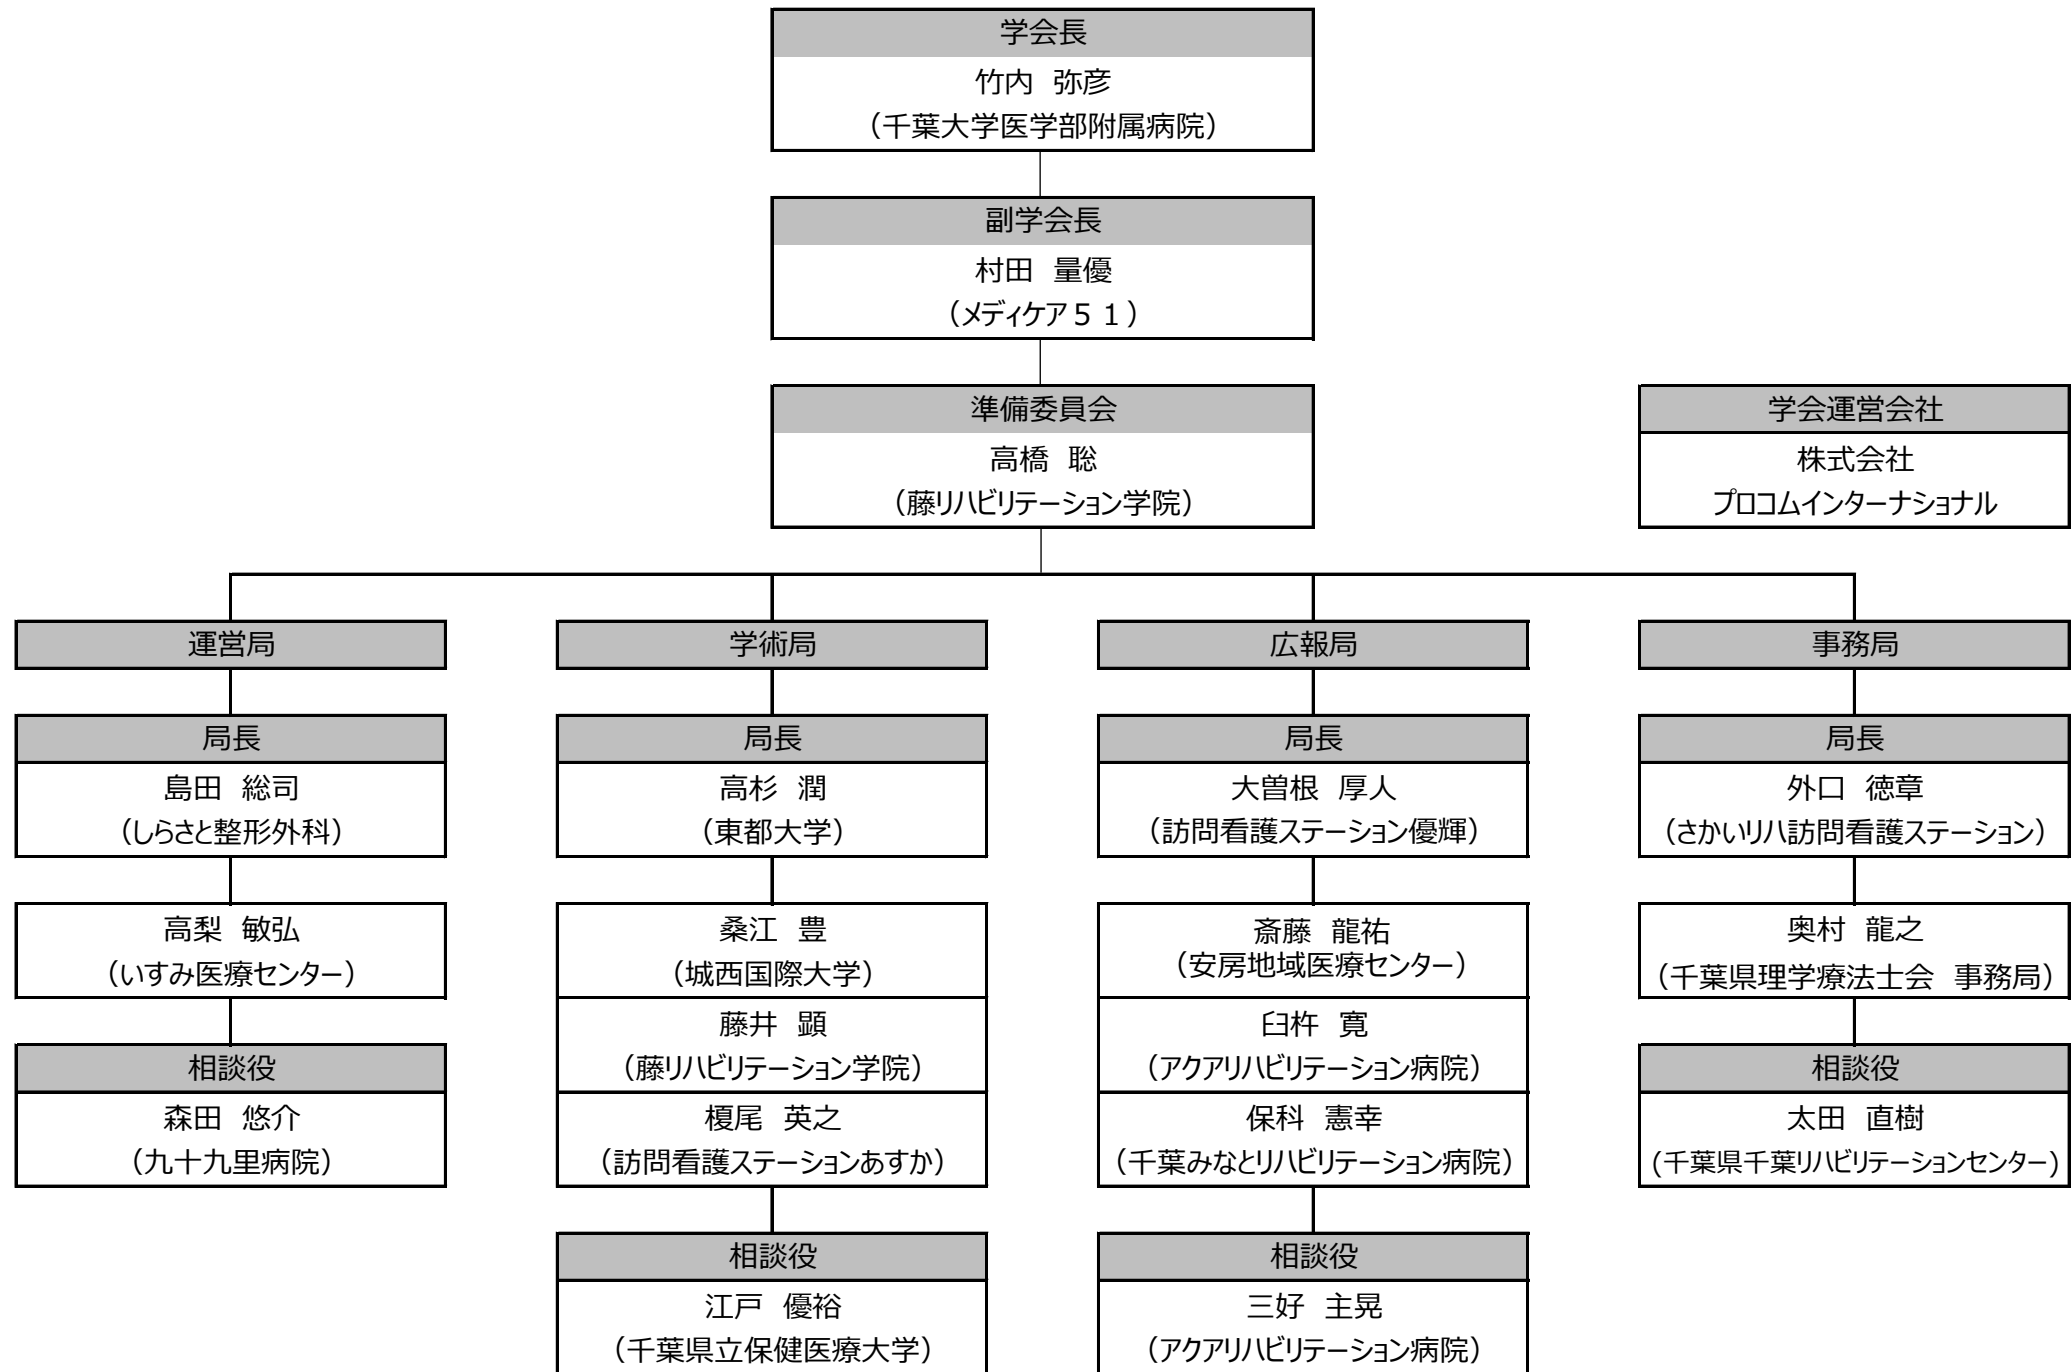 学会長
竹内　弥彦
（千葉大学医学部附属病院）
副学会長
村田　量優
（メディケア５１）
準備委員会
高橋　聡
（藤リハビリテーション学院）
学会運営会社
株式会社
プロコムインターナショナル
運営局
局長
島田　総司
（しらさと整形外科）
高梨　敏弘
（いすみ医療センター）
相談役
森田　悠介
（九十九里病院）
学術局
局長
高杉　潤
（東都大学）
桑江　豊
（城西国際大学）
藤井　顕
（藤リハビリテーション学院）
榎尾　英之
（訪問看護ステーションあすか）
相談役
江戸　優裕
（千葉県立保健医療大学）
広報局
局長
大曽根　厚人
（訪問看護ステーション優輝）
斎藤　龍祐
（安房地域医療センター）
臼杵　寛
（アクアリハビリテーション病院）
保科　憲幸
（千葉みなとリハビリテーション病院）
相談役
三好　主晃
（アクアリハビリテーション病院）
事務局
局長
外口　徳章
（さかいリハ訪問看護ステーション）
奥村　龍之
（千葉県理学療法士会　事務局）
相談役
太田　直樹
(千葉県千葉リハビリテーションセンター)